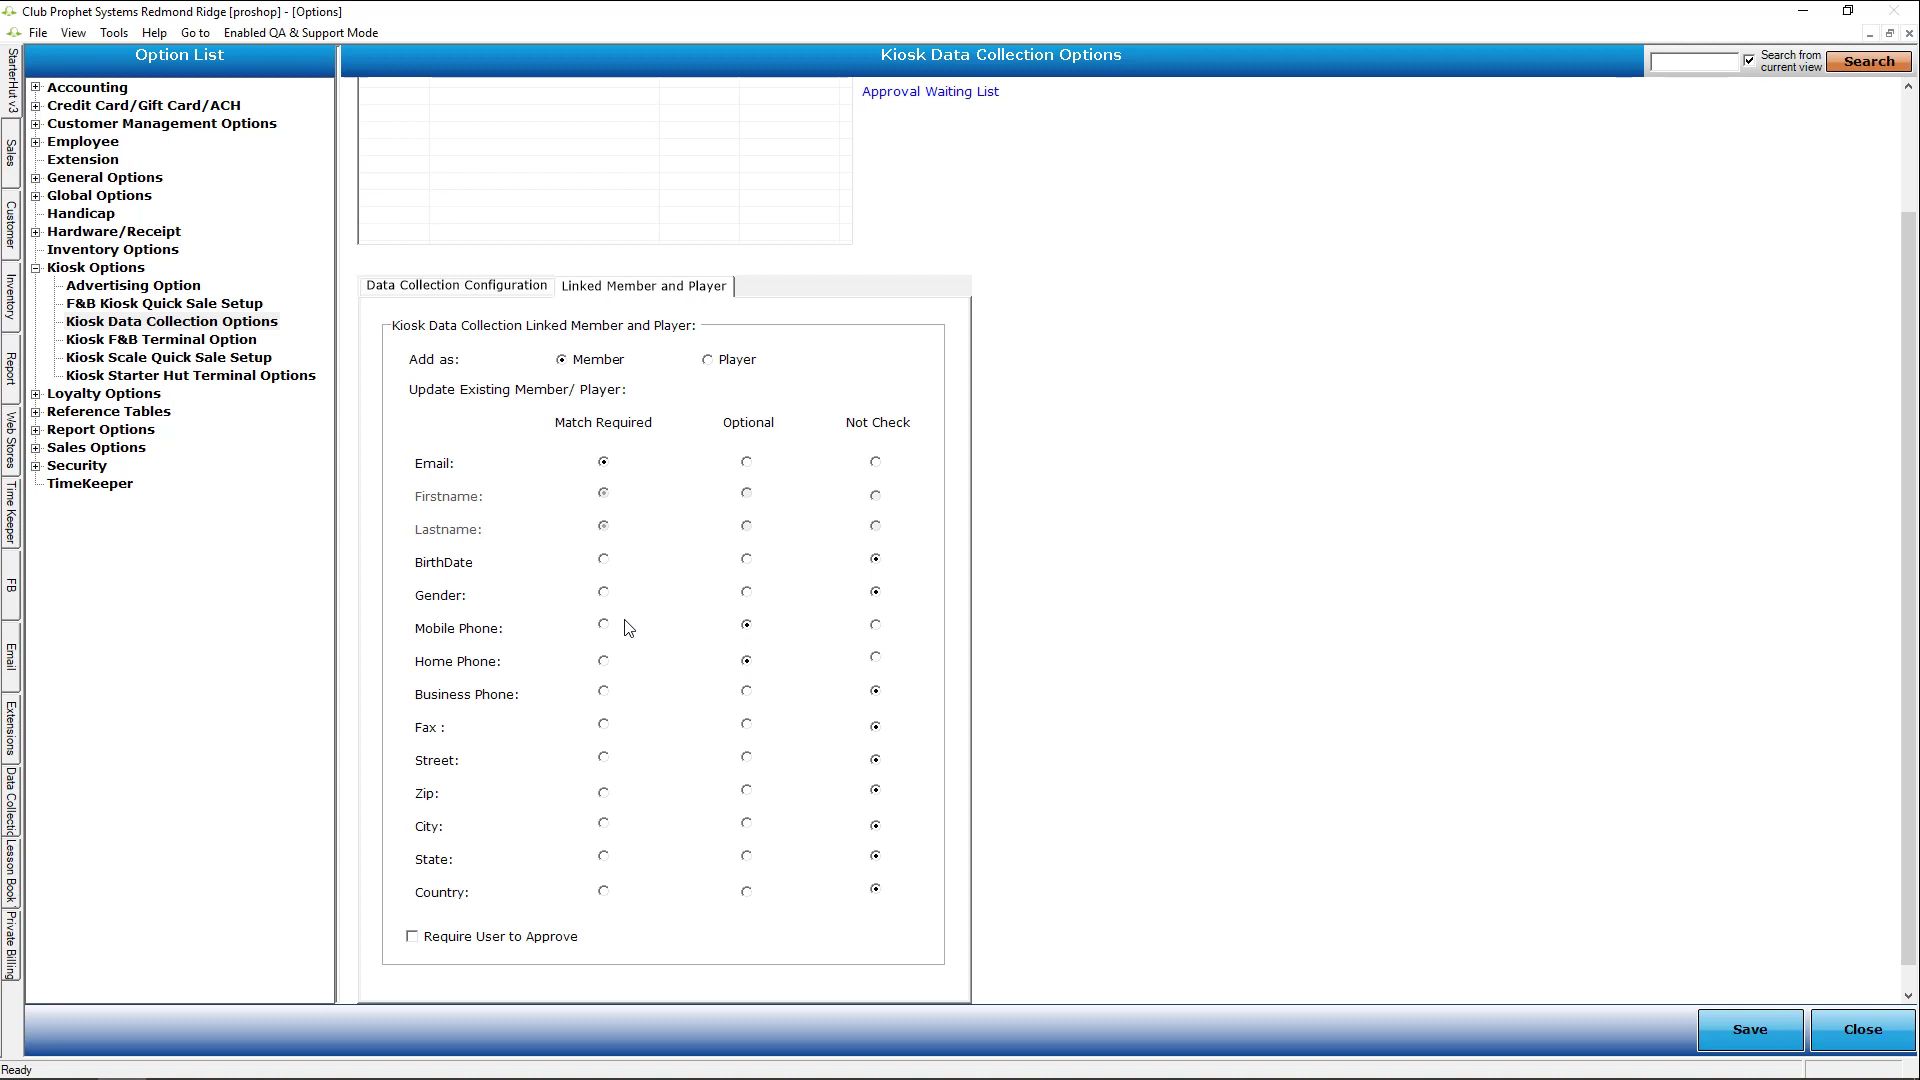 Club Prophet Systems Redmond Ridge [proshop] - [Options]
File View Tools Help Go to Enabled QA & Support Mode
Option List
Kiosk Data Collection Options
Search from current view
Search
StarterHut v3
Sales
Customer
Inventory
Report
Web Stores
Time Keeper
FB
Email
Extensions
Data Collectic
Lesson Book
Private Billing
Accounting
Credit Card/Gift Card/ACH
Customer Management Options
Employee
Extension
General Options
Global Options
Handicap
Hardware/Receipt
Inventory Options
Kiosk Options
Advertising Option
F&B Kiosk Quick Sale Setup
Kiosk Data Collection Options
Kiosk F&B Terminal Option
Kiosk Scale Quick Sale Setup
Kiosk Starter Hut Terminal Options
Loyalty Options
Reference Tables
Report Options
Sales Options
Security
TimeKeeper
Approval Waiting List
Data Collection Configuration
Linked Member and Player
Kiosk Data Collection Linked Member and Player:
Add as: Member Player
Update Existing Member/ Player:
Match Required Optional Not Check
Email:
Firstname:
Lastname:
BirthDate
Gender:
Mobile Phone:
Home Phone:
Business Phone:
Fax :
Street:
Zip:
City:
State:
Country:
Require User to Approve
Save
Close
Ready